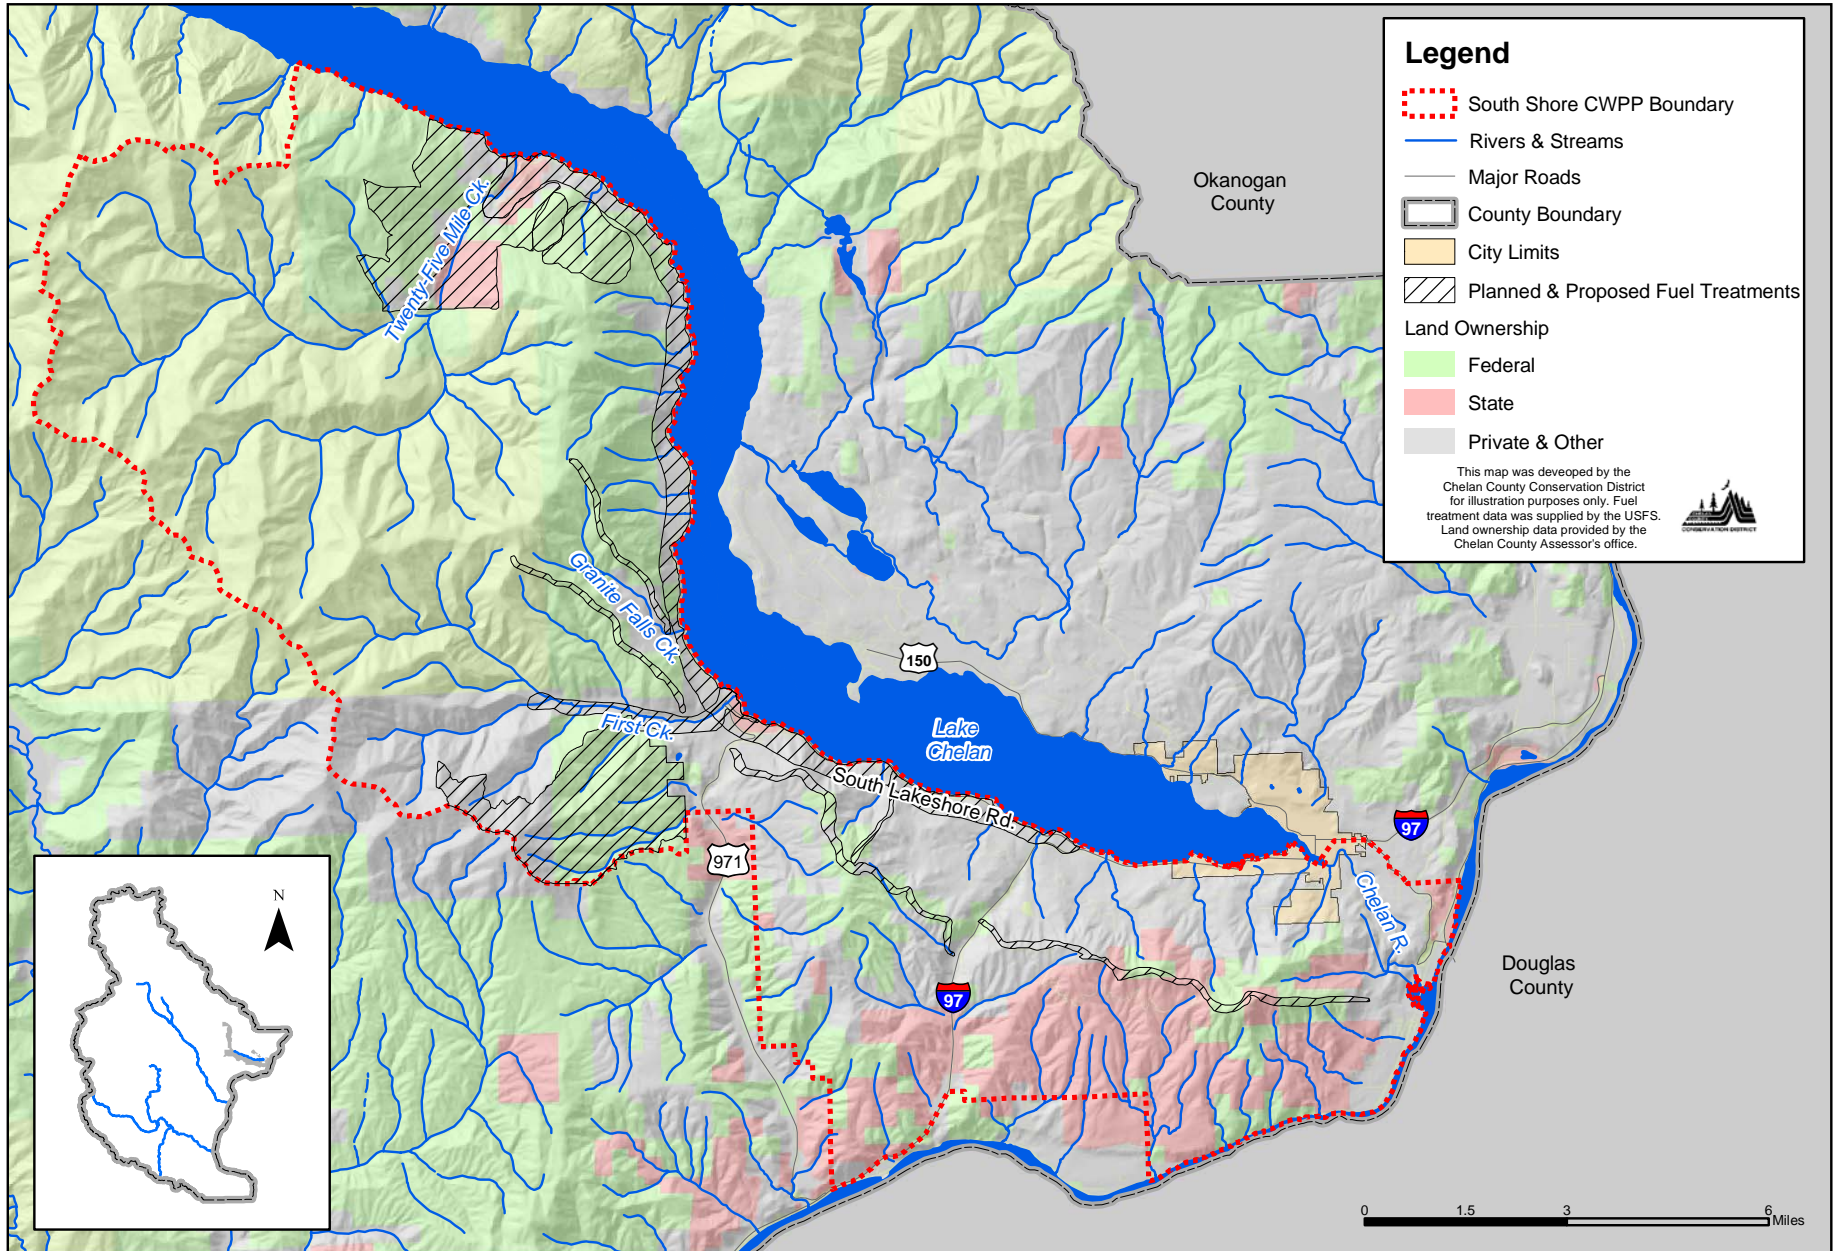 Legend
South Shore CWPP Boundary
Rivers & Streams
Major Roads
County Boundary
City Limits
Planned & Proposed Fuel Treatments
Land Ownership
Federal
State
Private & Other
This map was deveoped by the
Chelan County Conservation District
for illustration purposes only. Fuel
treatment data was supplied by the USFS.
Land ownership data provided by the
Chelan County Assessor's office.
CONSERVATION DISTRICT
Okanogan
County
Twenty-Five Mile Ck.
Granite Falls Ck.
First Ck.
150
Lake
Chelan
South Lakeshore Rd.
97
971
Chelan R.
97
Douglas
County
N
0
1.5
3
6
Miles